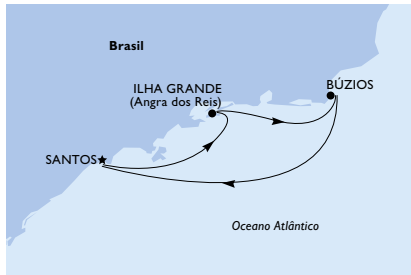 Brasil
ILHA GRANDE
(Angra dos Reis)
BÚZIOS
SANTOS
Oceano Atlântico